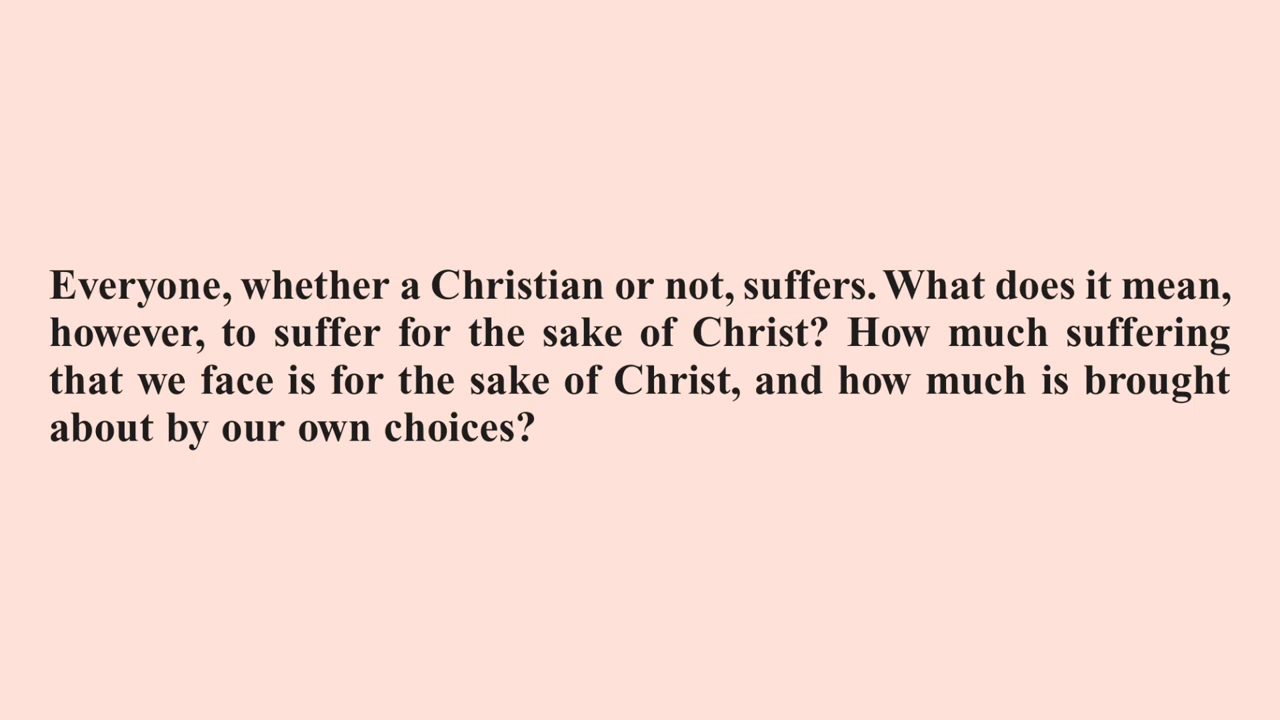 Everyone, whether a Christian or not, suffers. What does it mean,
however, to suffer for the sake of Christ? How much suffering
that we face is for the sake of Christ, and how much is brought
about by our own choices?